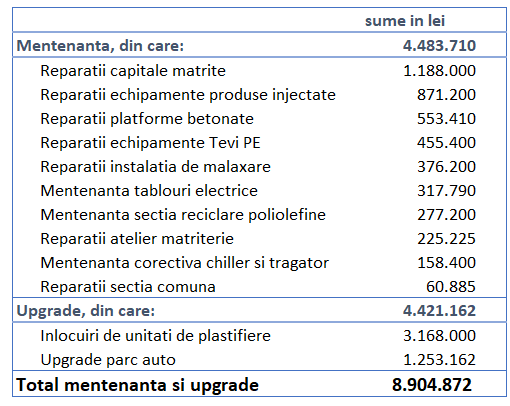 sume in lei
Mentenanta, din care: 4.483.710
Reparatii capitale matrite 1.188.000
Reparatii echipamente produse injectate 871.200
Reparatii platforme betonate 553.410
Reparatii echipamente Tevi PE 455.400
Reparatii instalatia de malaxare 376.200
Mentenanta tablouri electrice 317.790
Mentenanta sectia reciclare poliolefine 277.200
Reparatii atelier matriterie 225.225
Mentenanta corectiva chiller si tragator 158.400
Reparatii sectia comuna 60.885
Upgrade, din care: 4.421.162
Inlocuiri de unitati de plastifiere 3.168.000
Upgrade parc auto 1.253.162
Total mentenanta si upgrade 8.904.872